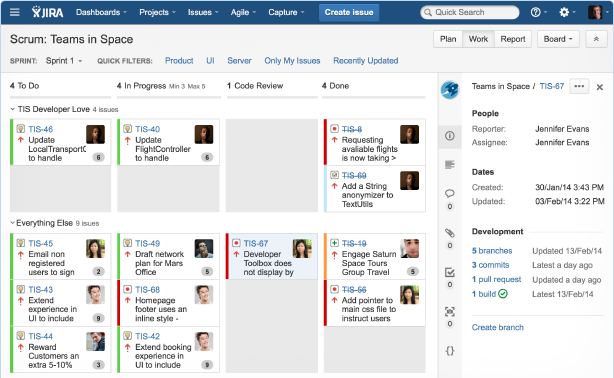 JIRA Dashboards Projects Issues Agile Capture Create issue Quick Search
Scrum: Teams in Space
Plan Work Report Board
SPRINT: Sprint 1 QUICK FILTERS: Product UI Server Only My Issues Recently Updated
4 To Do 4 In Progress Min 3 Max 5 1 Code Review 4 Done
TIS Developer Love 4 issues
TIS-46
Update
LocalTransportC
to handle
6
TIS-40
Update
FlightController
to handle
6
TIS-8
Requesting
avaliable flights
is now taking >
TIS-69
Add a String
anonymizer to
TextUtils
Everything Else 9 issues
TIS-45
Email non
registered
users to sign
2
TIS-43
Extend
experience in
UI to include
9
TIS-44
Reward
Customers an
extra 5-10%
3
TIS-49
Draft network
plan for Mars
Office
5
TIS-68
Homepage
footer uses an
inline style -
TIS-42
Extend booking
experience in
UI to include
9
TIS-67
Developer
Toolbox does
not display by
TIS-19
Engage Saturn
Space Tours
Group Travel
5
TIS-56
Add pointer to
main css file to
instruct users
Teams in Space / TIS-67
People
Reporter: Jennifer Evans
Assignee: Jennifer Evans
Dates
Created: 30/Jan/14 3:43 PM
Updated: 03/Feb/14 3:22 PM
Development
5 branches Updated 13/Feb/14
3 commits Latest a day ago
1 pull request Updated a day ago
1 build Latest 13/Feb/14
Create branch
0
0
0
0